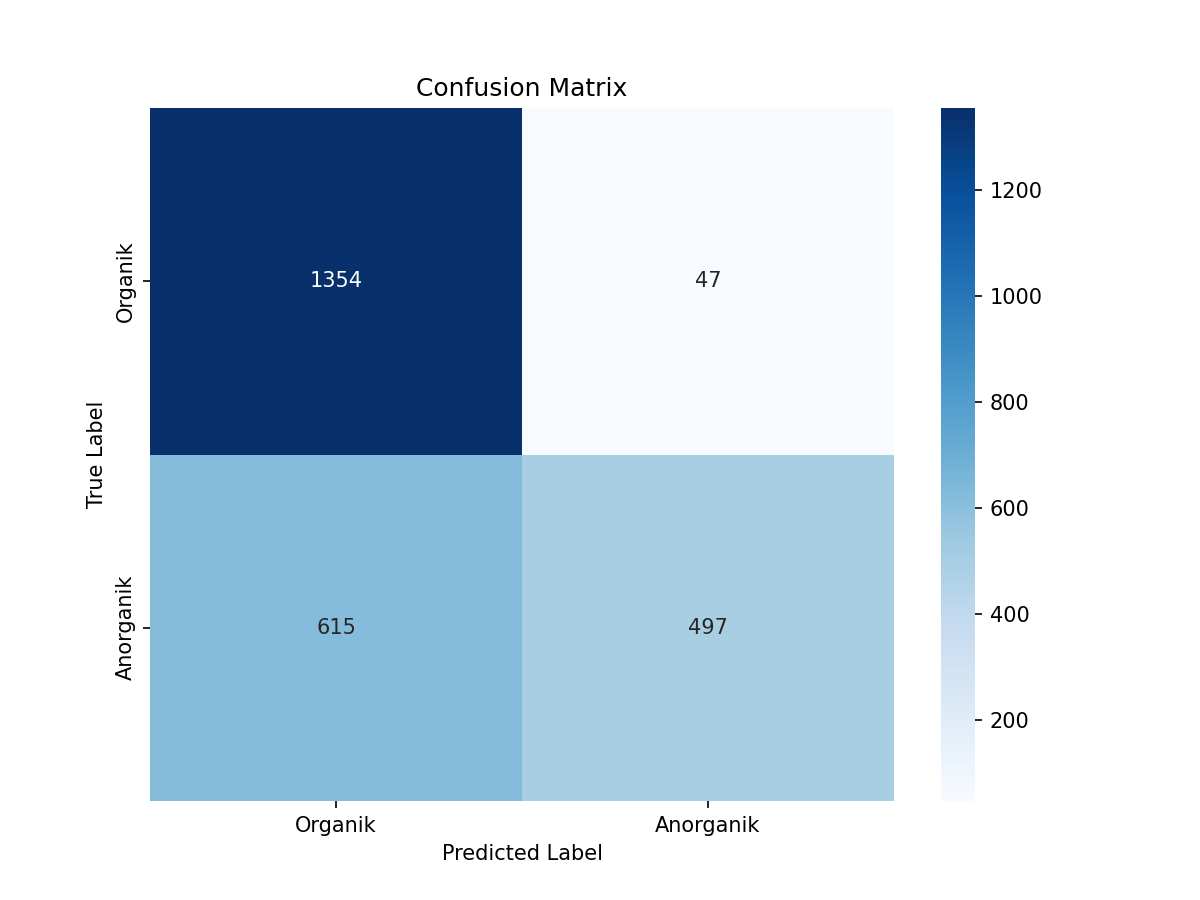 Confusion Matrix
True Label
Organik
Anorganik
1354
47
615
497
Organik
Anorganik
Predicted Label
1200
1000
800
600
400
200